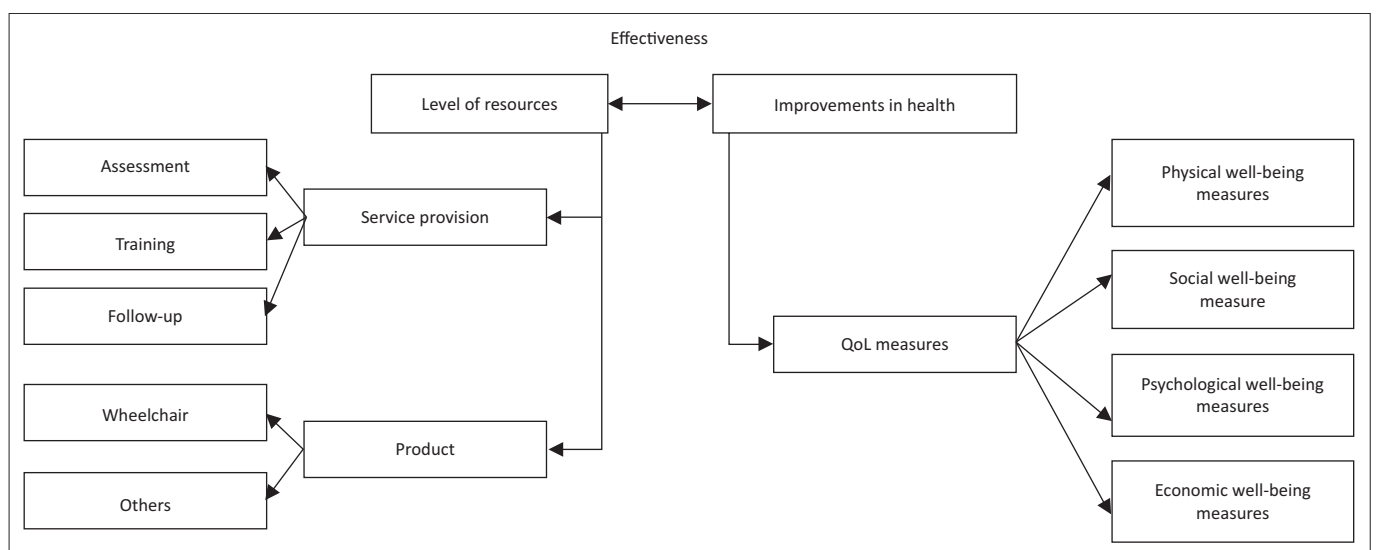 Effectiveness
Level of resources
Improvements in health
Assessment
Training
Follow-up
Service provision
Wheelchair
Others
Product
QoL measures
Physical well-being
measures
Social well-being
measure
Psychological well-being
measures
Economic well-being
measures